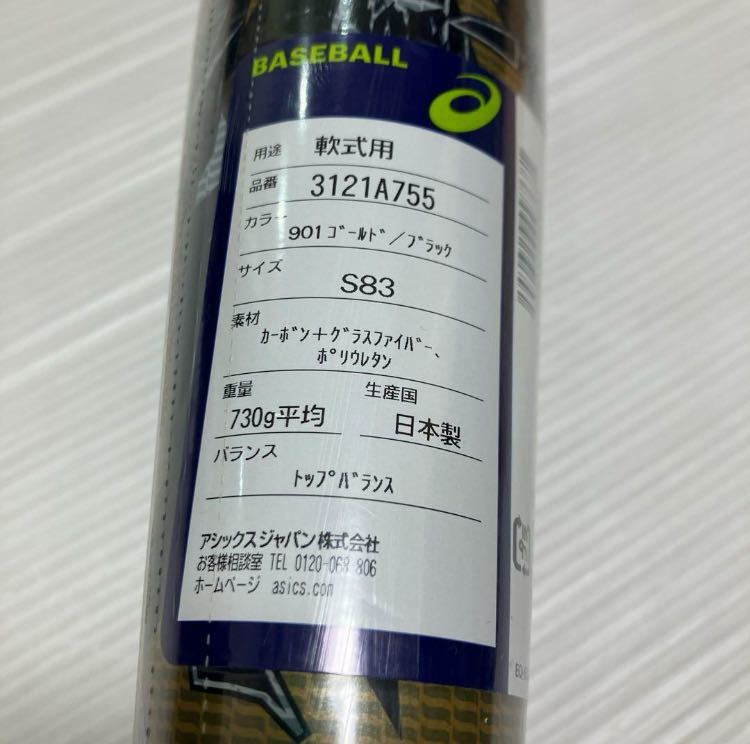 BASEBALL
用途 軟式用
品番 3121A755
カラー
901 ｺﾞｰﾙﾄﾞ／ﾌﾞﾗｯｸ
サイズ
S83
素材
ｶｰﾎﾞﾝ＋ｸﾞﾗｽﾌｧｲﾊﾞｰ、
ﾎﾟﾘｳﾚﾀﾝ
重量 生産国
730g平均 日本製
バランス
ﾄｯﾌﾟﾊﾞﾗﾝｽ
アシックスジャパン株式会社
お客様相談室 TEL 0120-068-806
ホームページ asics.com